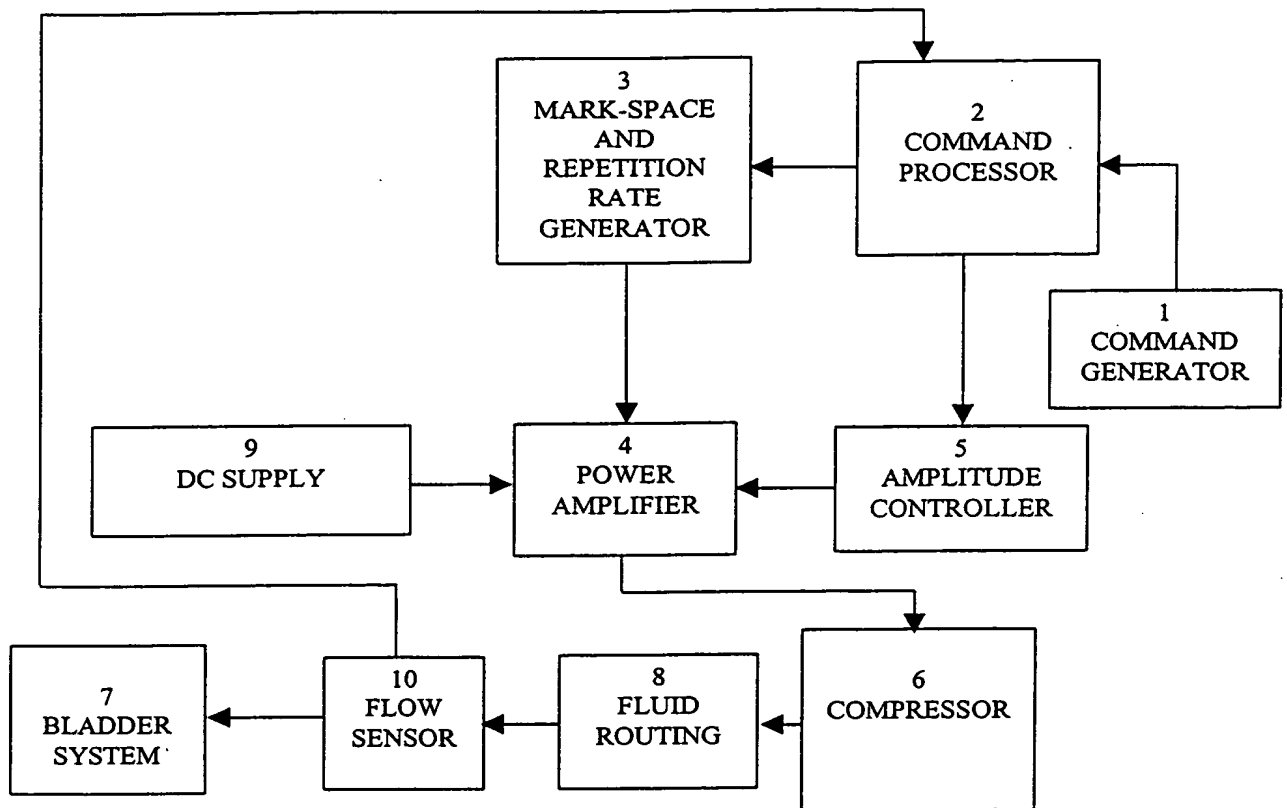 3
MARK-SPACE
AND
REPETITION
RATE
GENERATOR
2
COMMAND
PROCESSOR
1
COMMAND
GENERATOR
9
DC SUPPLY
4
POWER
AMPLIFIER
5
AMPLITUDE
CONTROLLER
7
BLADDER
SYSTEM
10
FLOW
SENSOR
8
FLUID
ROUTING
6
COMPRESSOR